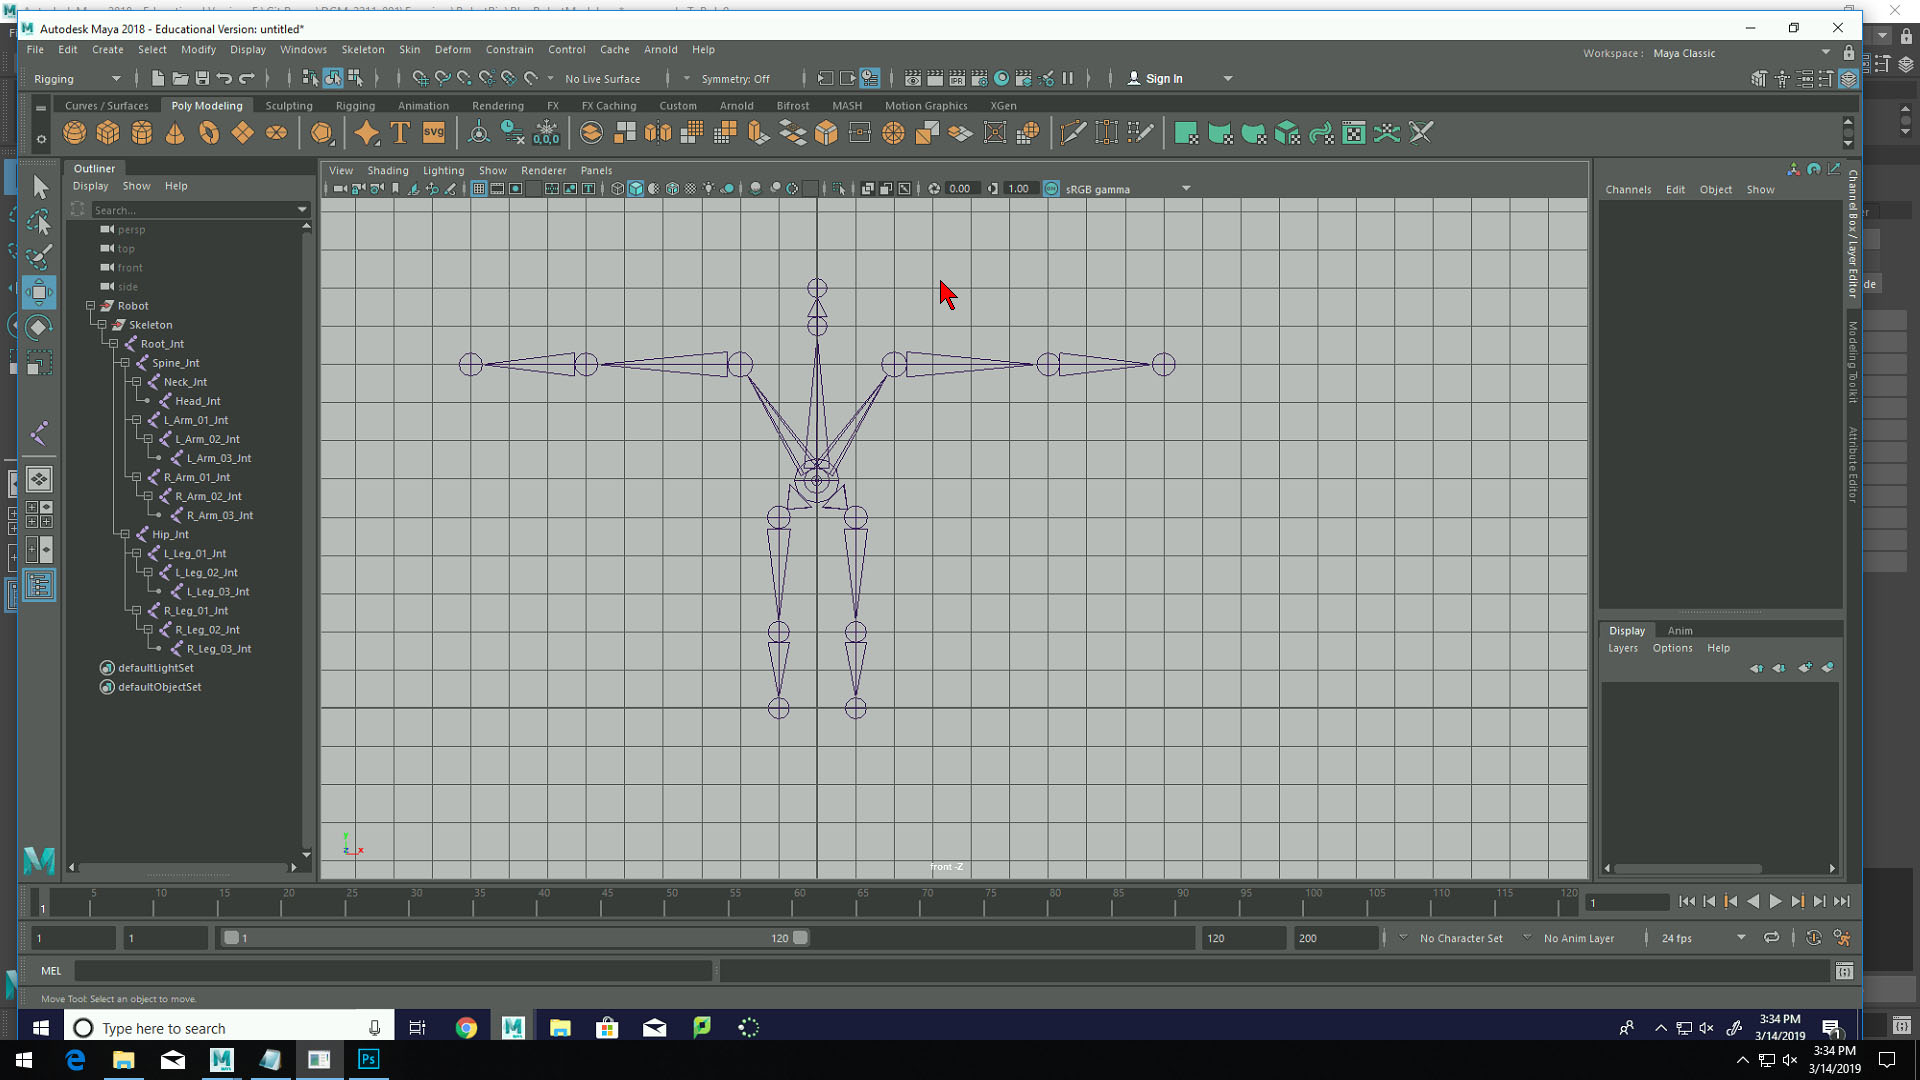 Autodesk Maya 2018 - Educational Version: untitled*
File Edit Create Select Modify Display Windows Skeleton Skin Deform Constrain Control Cache Arnold Help
Workspace : Maya Classic
Rigging No Live Surface Symmetry: Off Sign In
Curves / Surfaces Poly Modeling Sculpting Rigging Animation Rendering FX FX Caching Custom Arnold Bifrost MASH Motion Graphics XGen
T SVG 0,0,0
Outliner
Display Show Help
Search...
persp
top
front
side
Robot
Skeleton
Root_Jnt
Spine_Jnt
Neck_Jnt
Head_Jnt
L_Arm_01_Jnt
L_Arm_02_Jnt
L_Arm_03_Jnt
R_Arm_01_Jnt
R_Arm_02_Jnt
R_Arm_03_Jnt
Hip_Jnt
L_Leg_01_Jnt
L_Leg_02_Jnt
L_Leg_03_Jnt
R_Leg_01_Jnt
R_Leg_02_Jnt
R_Leg_03_Jnt
defaultLightSet
defaultObjectSet
View Shading Lighting Show Renderer Panels
0.00 1.00 sRGB gamma
y
z x
front -Z
Channels Edit Object Show
Channel Box / Layer Editor
Modeling Toolkit
Attribute Editor
Display Anim
Layers Options Help
1 5 10 15 20 25 30 35 40 45 50 55 60 65 70 75 80 85 90 95 100 105 110 115 120 1
1 1 1 120 120 200 No Character Set No Anim Layer 24 fps
MEL
Move Tool: Select an object to move.
Type here to search
3:34 PM
3/14/2019
1
Ps
3:34 PM
3/14/2019